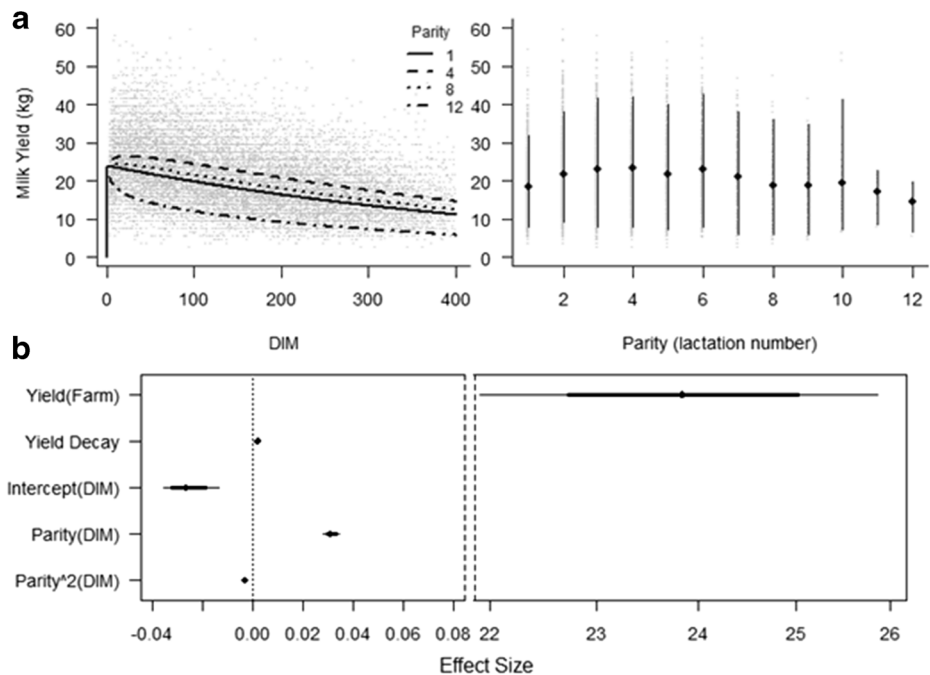 a
Milk Yield (kg)
60
50
40
30
20
10
0
0 100 200 300 400
DIM
Parity
1
4
8
12
60
50
40
30
20
10
0
2 4 6 8 10 12
Parity (lactation number)
b
Yield(Farm)
Yield Decay
Intercept(DIM)
Parity(DIM)
Parity^2(DIM)
-0.04 0.00 0.02 0.04 0.06 0.08 22 23 24 25 26
Effect Size